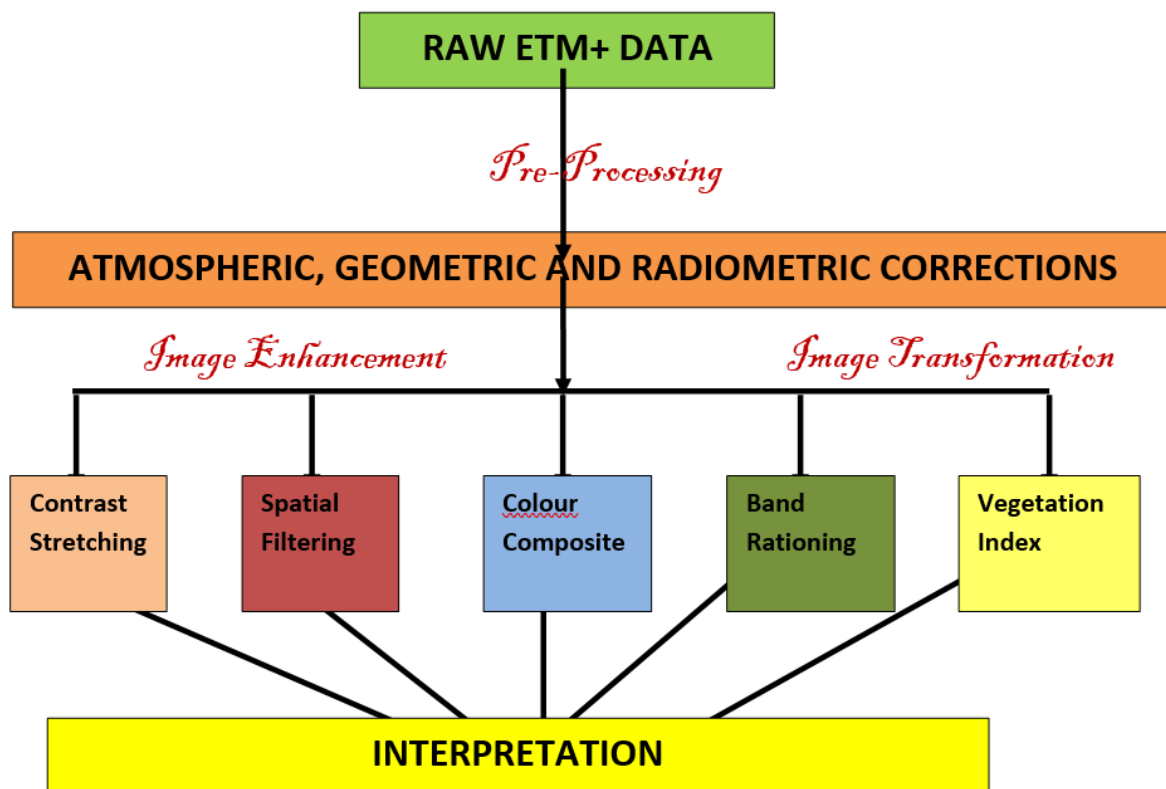 RAW ETM+ DATA
Pre-Processing
ATMOSPHERIC, GEOMETRIC AND RADIOMETRIC CORRECTIONS
Image Enhancement
Image Transformation
Contrast
Stretching
Spatial
Filtering
Colour
Composite
Band
Rationing
Vegetation
Index
INTERPRETATION